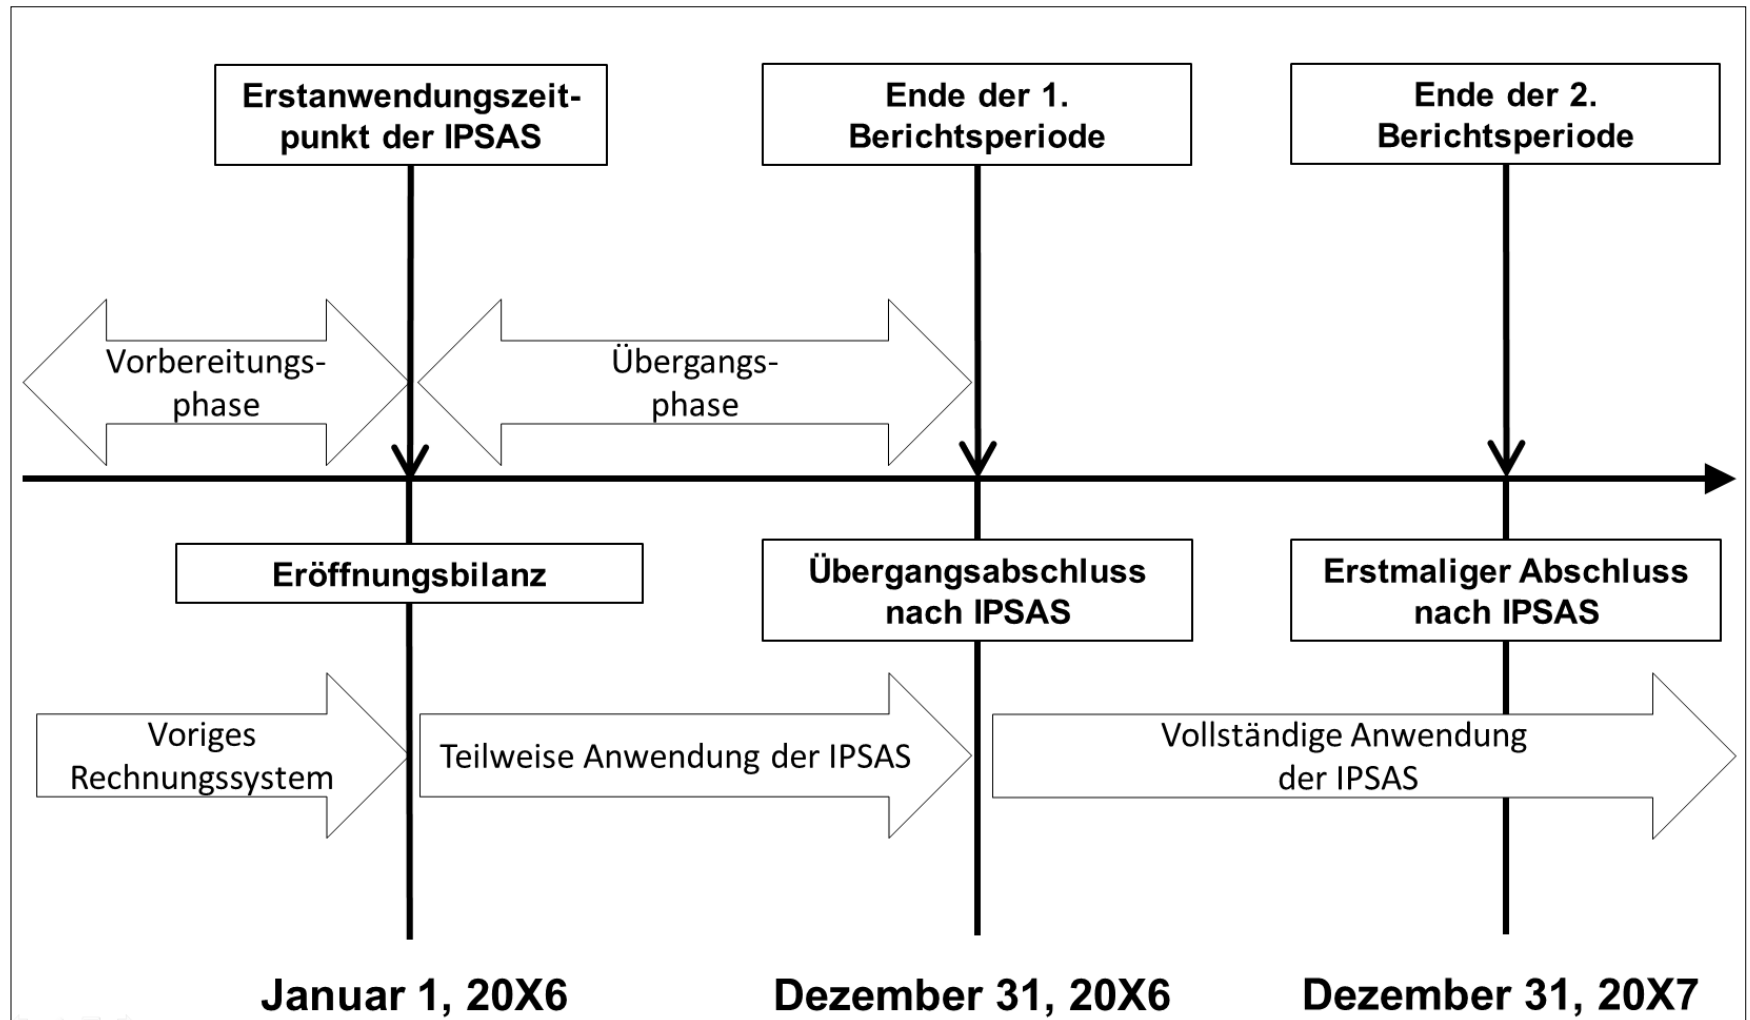 Erstanwendungszeit-
punkt der IPSAS
Ende der 1.
Berichtsperiode
Ende der 2.
Berichtsperiode
Vorbereitungs-
phase
Übergangs-
phase
Eröffnungsbilanz
Übergangsabschluss
nach IPSAS
Erstmaliger Abschluss
nach IPSAS
Voriges
Rechnungssystem
Teilweise Anwendung der IPSAS
Vollständige Anwendung
der IPSAS
Januar 1, 20X6
Dezember 31, 20X6
Dezember 31, 20X7